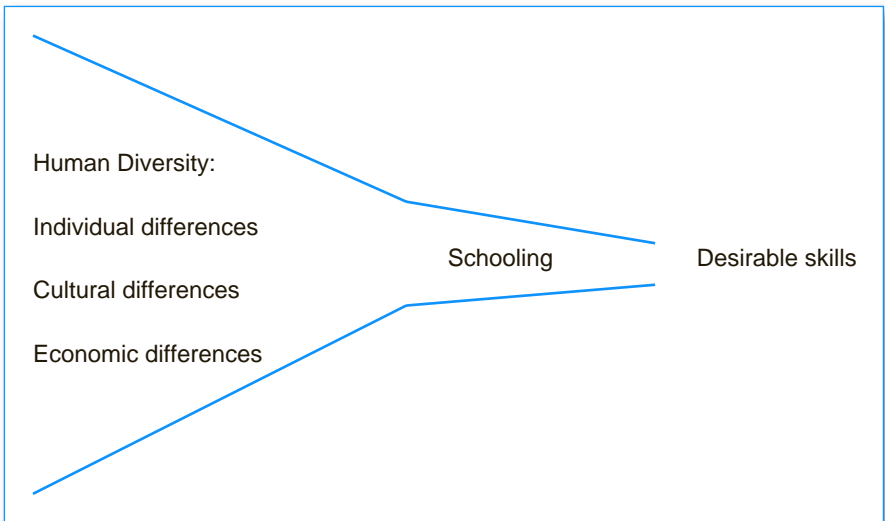 Human Diversity:
Individual differences
Cultural differences
Economic differences
Schooling
Desirable skills